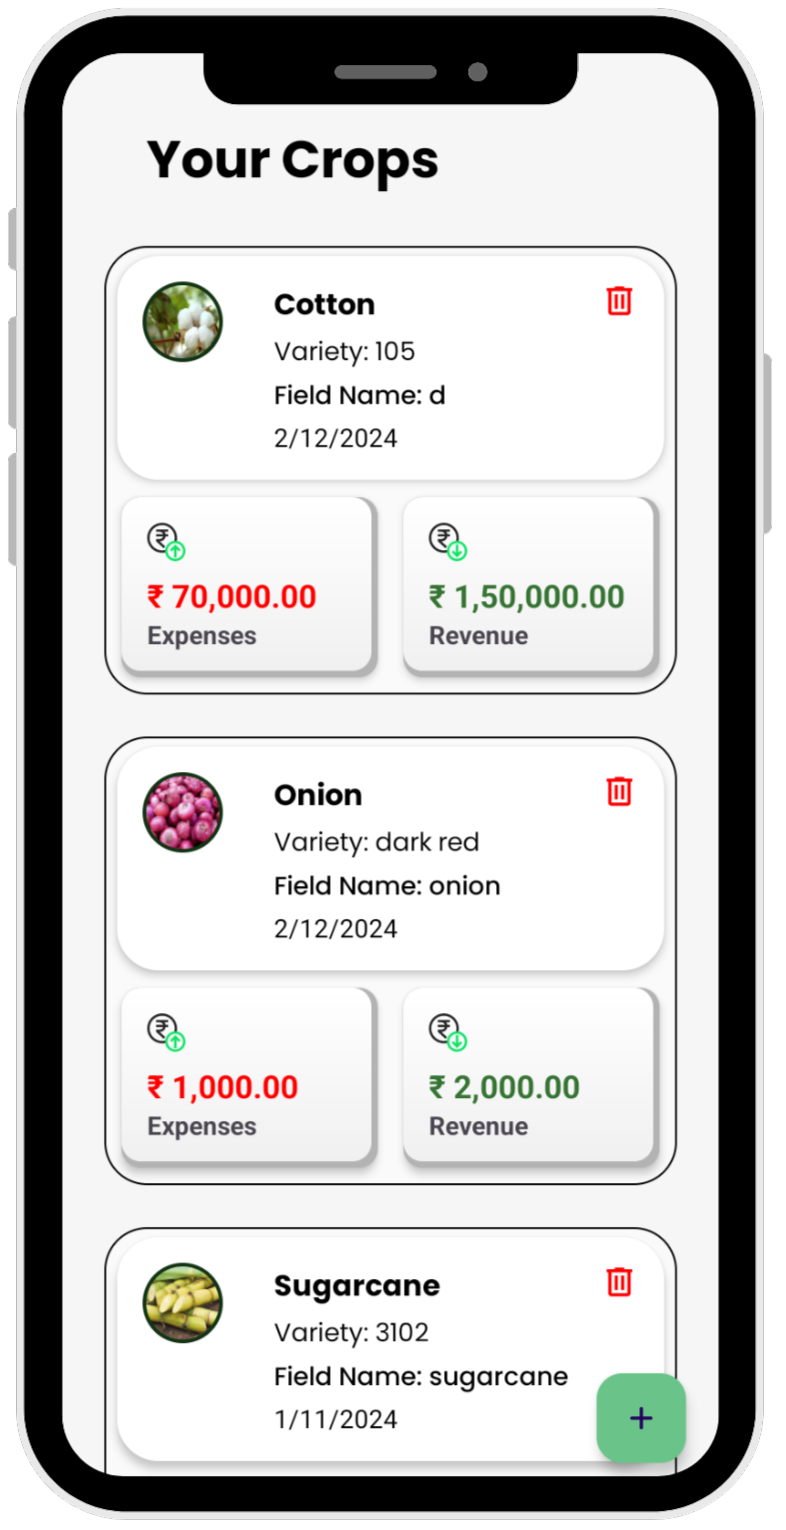 Your Crops
Cotton
Variety: 105
Field Name: d
2/12/2024
₹ 70,000.00
Expenses
₹ 1,50,000.00
Revenue
Onion
Variety: dark red
Field Name: onion
2/12/2024
₹ 1,000.00
Expenses
₹ 2,000.00
Revenue
Sugarcane
Variety: 3102
Field Name: sugarcane
1/11/2024
+